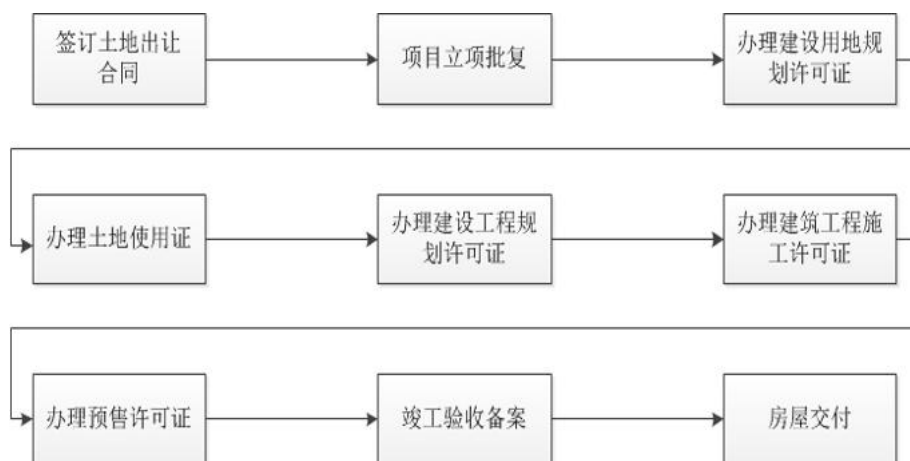 签订土地出让
合同
项目立项批复
办理建设用地规
划许可证
办理土地使用证
办理建设工程规
划许可证
办理建筑工程施
工许可证
办理预售许可证
竣工验收备案
房屋交付